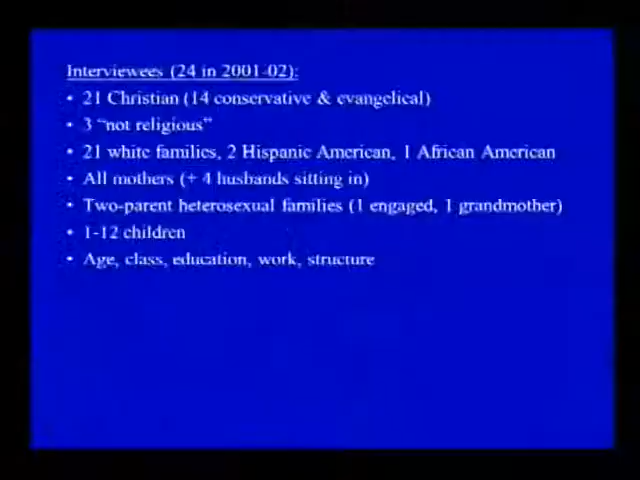 Interviewees (24 in 2001-02):
• 21 Christian (14 conservative & evangelical)
• 3 “not religious”
• 21 white families, 2 Hispanic American, 1 African American
• All mothers (+ 4 husbands sitting in)
• Two-parent heterosexual families (1 engaged, 1 grandmother)
• 1-12 children
• Age, class, education, work, structure